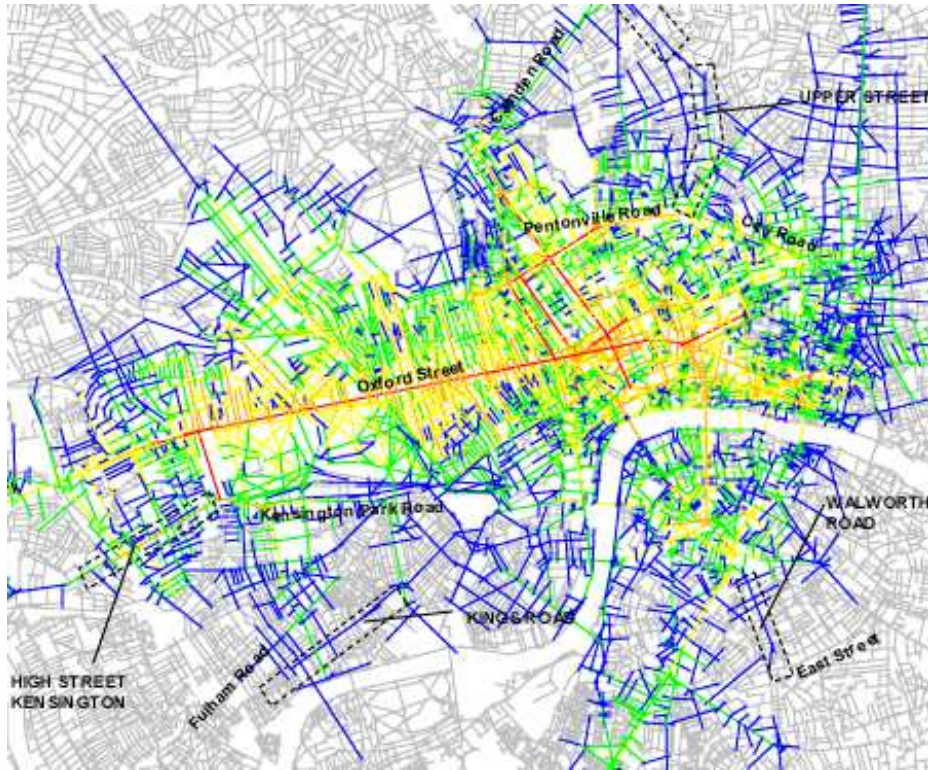 Camden Road
UPPER STREET
Pentonville Road
City Road
Oxford Street
Kensington Park Road
WALWORTH
ROAD
KINGS ROAD
East Street
Fulham Road
HIGH STREET
KENSINGTON